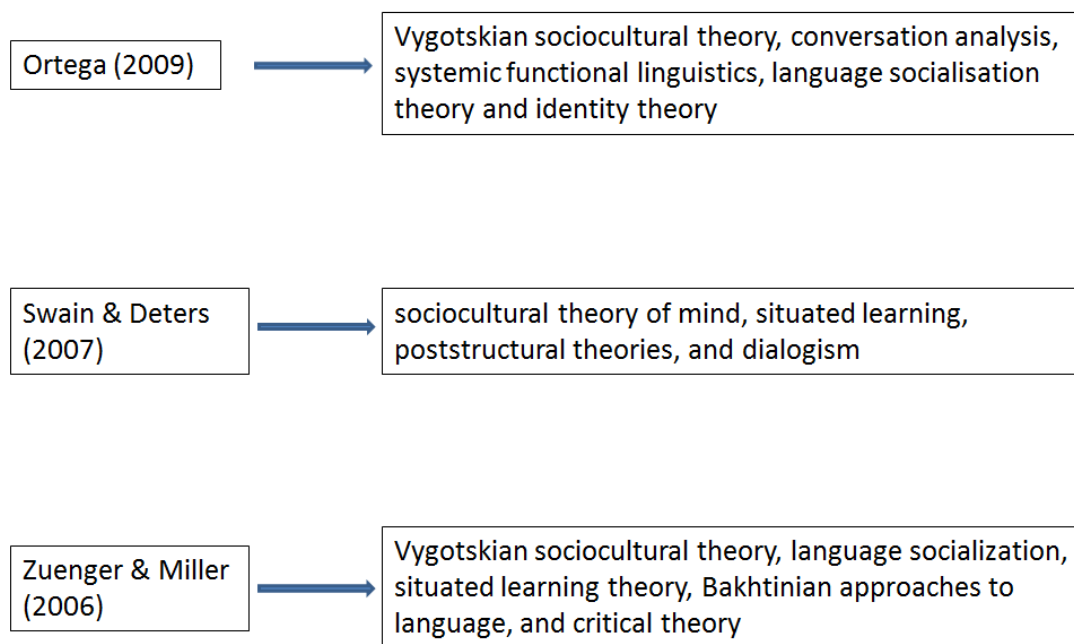 Ortega (2009)
Vygotskian sociocultural theory, conversation analysis,
systemic functional linguistics, language socialisation
theory and identity theory
Swain & Deters
(2007)
sociocultural theory of mind, situated learning,
poststructural theories, and dialogism
Zuenger & Miller
(2006)
Vygotskian sociocultural theory, language socialization,
situated learning theory, Bakhtinian approaches to
language, and critical theory